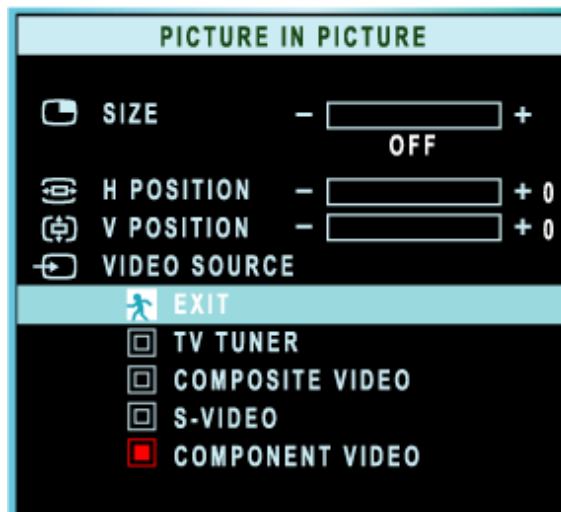 PICTURE IN PICTURE
SIZE - +
OFF
H POSITION - + 0
V POSITION - + 0
VIDEO SOURCE
EXIT
TV TUNER
COMPOSITE VIDEO
S-VIDEO
COMPONENT VIDEO